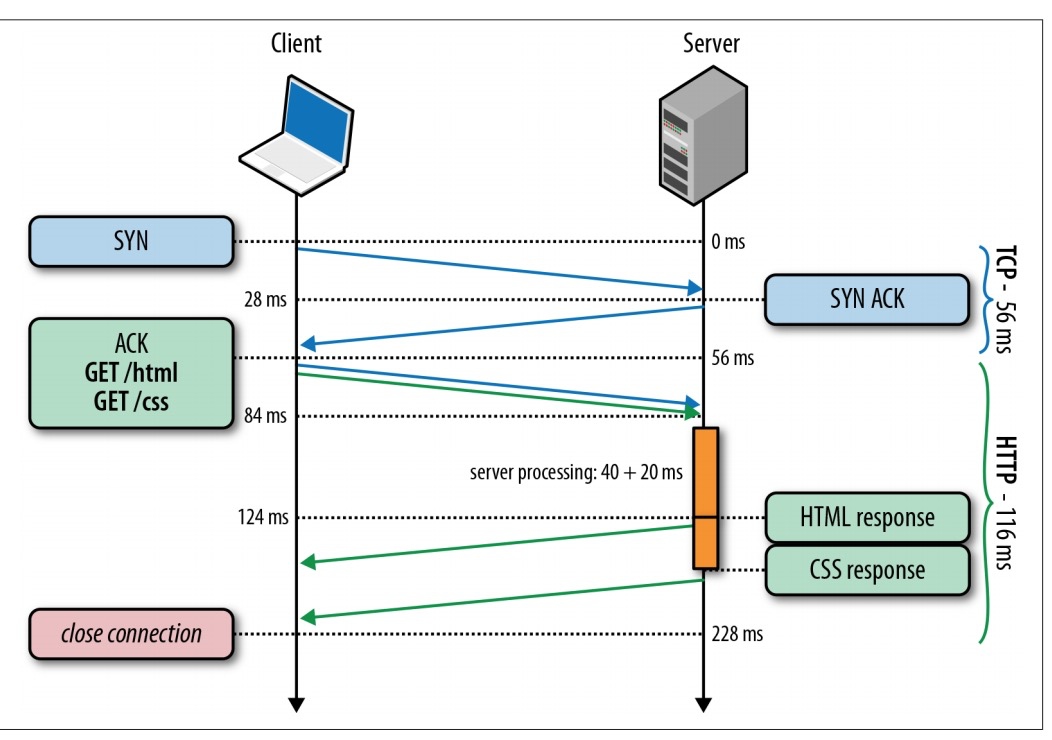 Client
Server
SYN
0 ms
28 ms
SYN ACK
TCP - 56 ms
ACK
GET /html
GET /css
56 ms
84 ms
server processing: 40 + 20 ms
HTTP - 116 ms
124 ms
HTML response
CSS response
close connection
228 ms